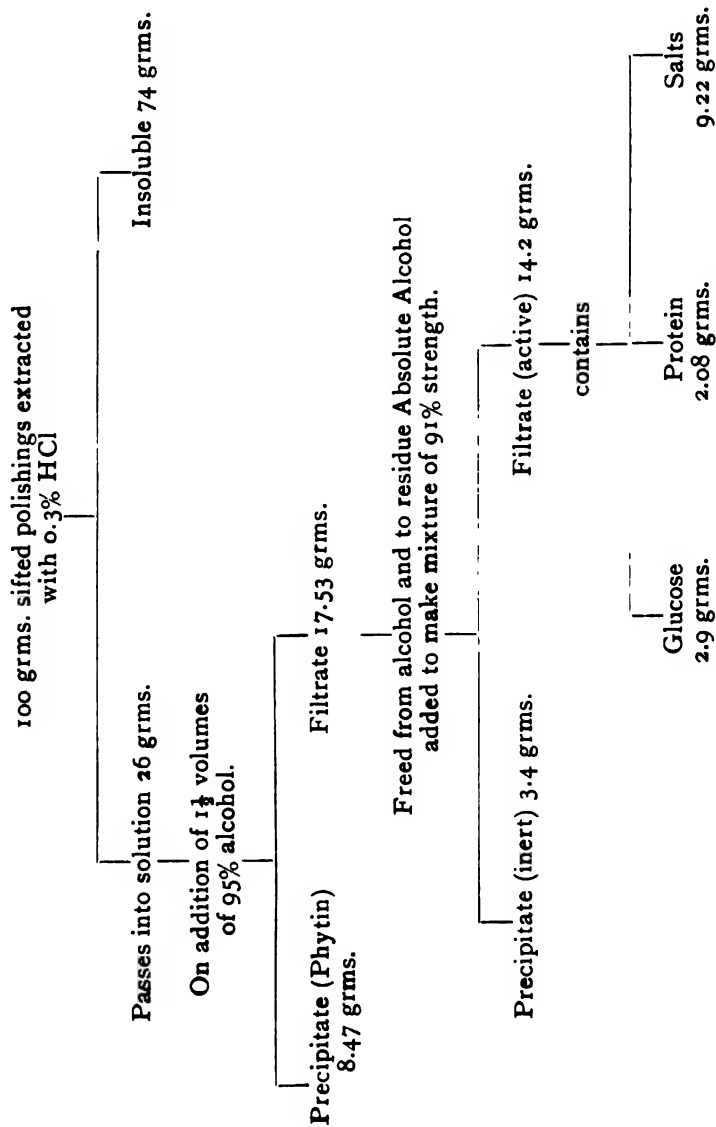 100 grms. sifted polishings extracted
with 0.3% HCl
Passes into solution 26 grms.
Insoluble 74 grms.
On addition of 1½ volumes
of 95% alcohol.
Precipitate (Phytin)
8.47 grms.
Filtrate 17.53 grms.
Freed from alcohol and to residue Absolute Alcohol
added to make mixture of 91% strength.
Precipitate (inert) 3.4 grms.
Filtrate (active) 14.2 grms.
contains
Glucose
2.9 grms.
Protein
2.08 grms.
Salts
9.22 grms.